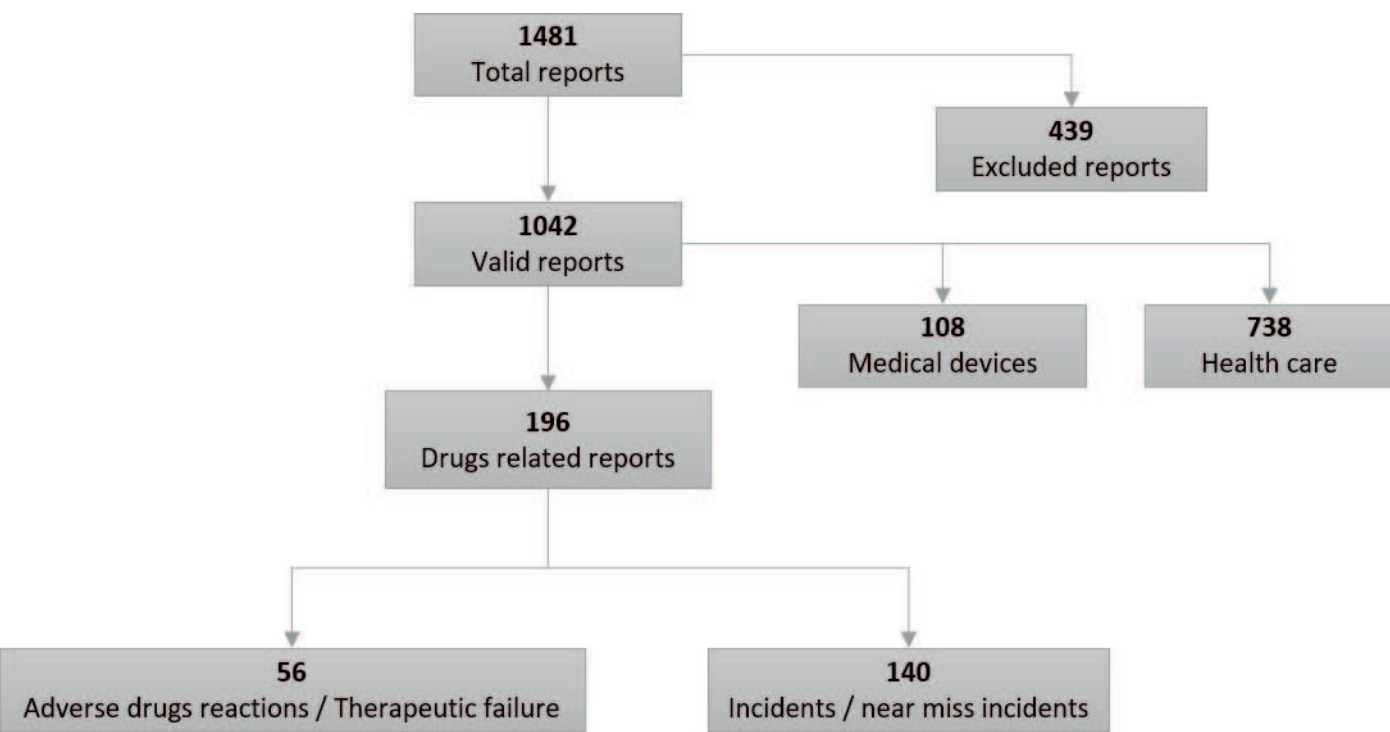 1481
Total reports
439
Excluded reports
1042
Valid reports
108
Medical devices
738
Health care
196
Drugs related reports
56
Adverse drugs reactions / Therapeutic failure
140
Incidents / near miss incidents